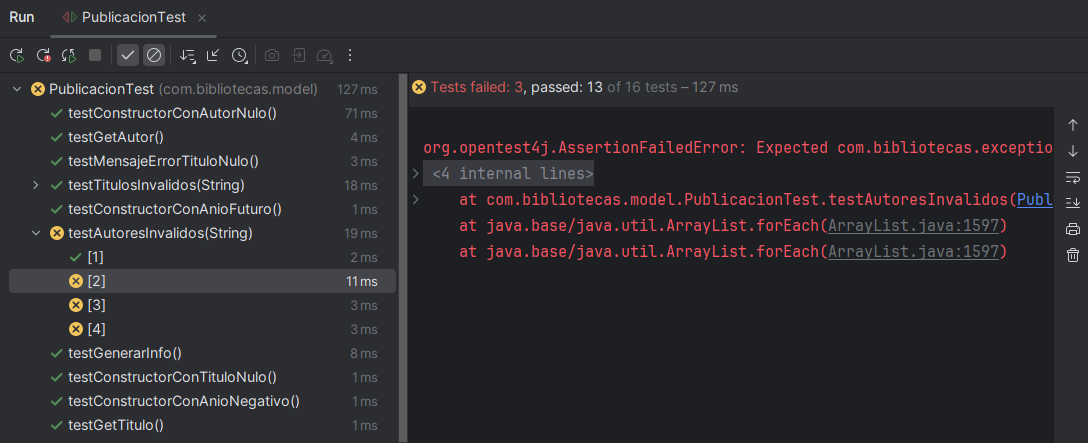 Run PublicacionTest
PublicacionTest (com.bibliotecas.model) 127 ms
testConstructorConAutorNulo() 71 ms
testGetAutor() 4 ms
testMensajeErrorTituloNulo() 3 ms
testTitulosInvalidos(String) 18 ms
testConstructorConAnioFuturo() 1 ms
testAutoresInvalidos(String) 19 ms
[1] 2 ms
[2] 11 ms
[3] 3 ms
[4] 3 ms
testGenerarInfo() 8 ms
testConstructorConTituloNulo() 1 ms
testConstructorConAnioNegativo() 1 ms
testGetTitulo() 1 ms
Tests failed: 3, passed: 13 of 16 tests – 127 ms
org.opentest4j.AssertionFailedError: Expected com.bibliotecas.exceptio
<4 internal lines>
at com.bibliotecas.model.PublicacionTest.testAutoresInvalidos(Publ
at java.base/java.util.ArrayList.forEach(ArrayList.java:1597)
at java.base/java.util.ArrayList.forEach(ArrayList.java:1597)